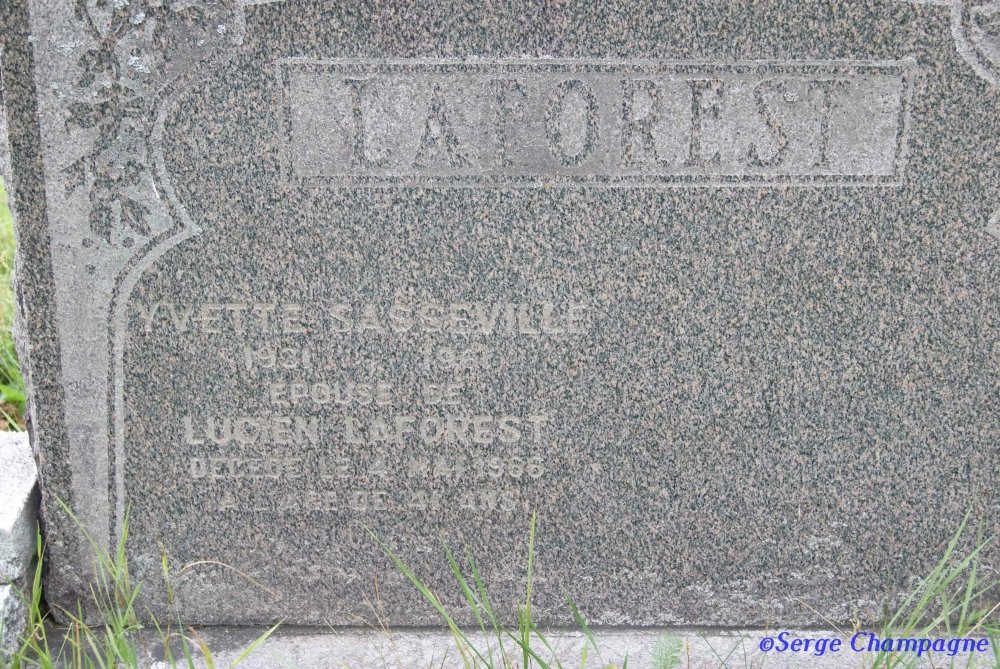 LAFOREST
YVETTE SASSEVILLE
1931
EPOUSE DE
LUCIEN LAFOREST
DECEDE LE 4 MAI 1966
A L'AGE DE 41 ANS
©Serge Champagne